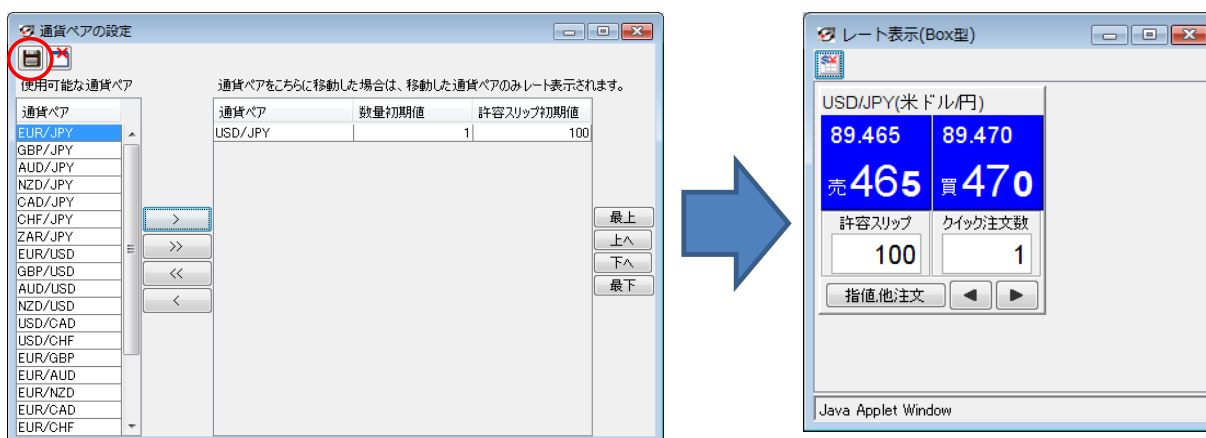 通貨ペアの設定
使用可能な通貨ペア
通貨ペアをこちらに移動した場合は、移動した通貨ペアのみレート表示されます。
通貨ペア
EUR/JPY
GBP/JPY
AUD/JPY
NZD/JPY
CAD/JPY
CHF/JPY
ZAR/JPY
EUR/USD
GBP/USD
AUD/USD
NZD/USD
USD/CAD
USD/CHF
EUR/GBP
EUR/AUD
EUR/NZD
EUR/CAD
EUR/CHF
>
>>
<<
<
通貨ペア 数量初期値 許容スリップ初期値
USD/JPY 1 100
最上
上へ
下へ
最下
レート表示(Box型)
USD/JPY(米ドル/円)
89.465 89.470
売465 買470
許容スリップ クイック注文数
100 1
指値,他注文
Java Applet Window